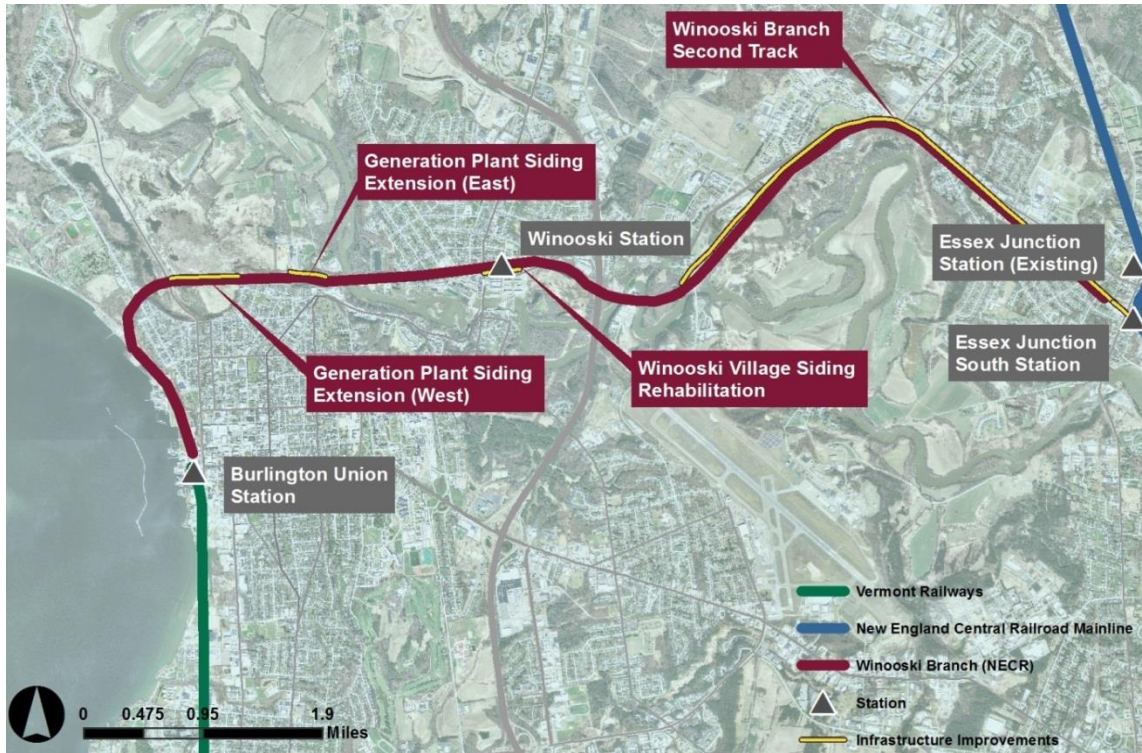 Winooski Branch
Second Track
Generation Plant Siding
Extension (East)
Winooski Station
Essex Junction
Station (Existing)
Essex Junction
South Station
Generation Plant Siding
Extension (West)
Winooski Village Siding
Rehabilitation
Burlington Union
Station
Vermont Railways
New England Central Railroad Mainline
Winooski Branch (NECR)
Station
Infrastructure Improvements
0 0.475 0.95 1.9
Miles